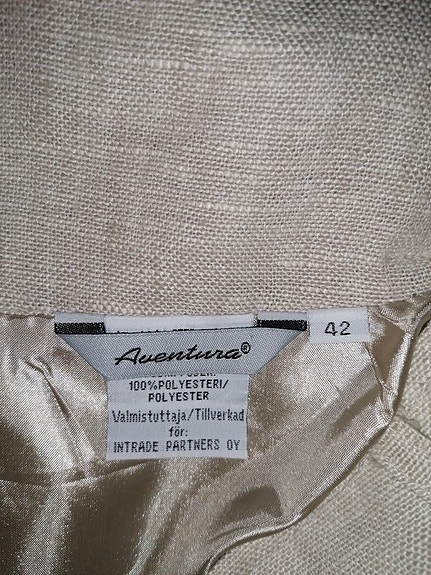 Aventura®
42
100%POLYESTERI/
POLYESTER
Valmistuttaja/Tillverkad
för:
INTRADE PARTNERS OY